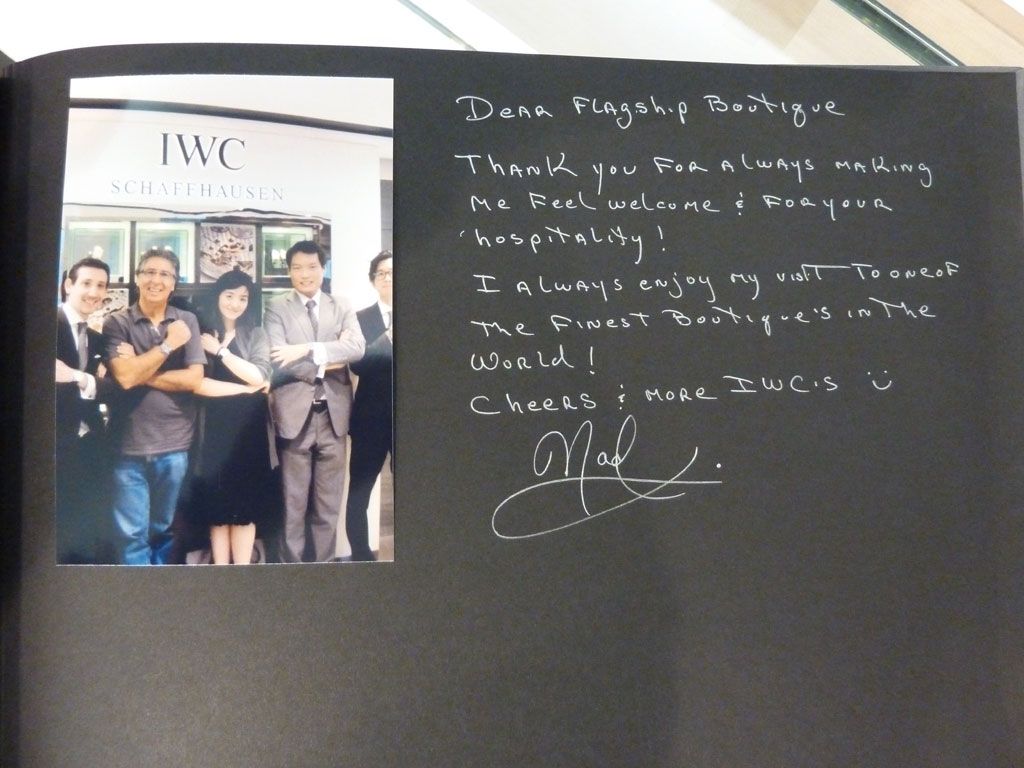 IWC
SCHAFFHAUSEN
Dear Flagship Boutique
Thank you for always making
me feel welcome & for your
hospitality!
I always enjoy my visit to one of
the finest Boutique's in the
World!
Cheers & more IWC's ☺